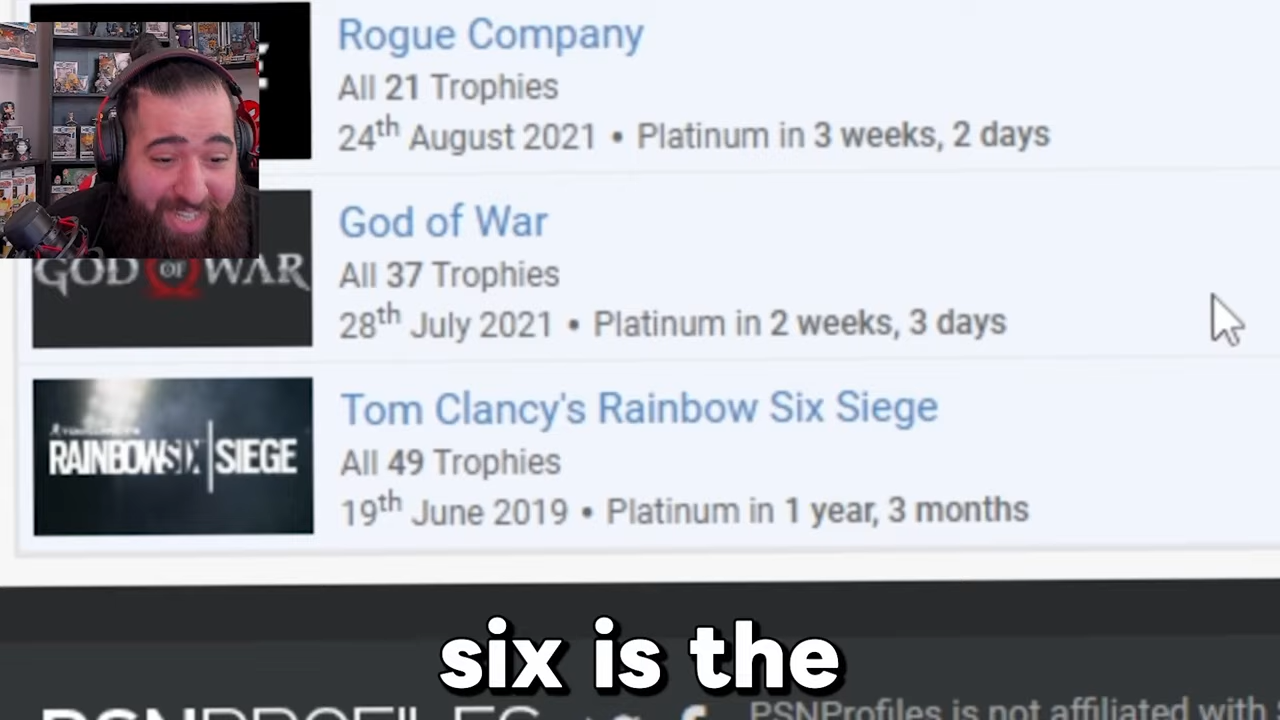 Rogue Company
All 21 Trophies
24th August 2021 • Platinum in 3 weeks, 2 days
God of War
All 37 Trophies
28th July 2021 • Platinum in 2 weeks, 3 days
GOD OF WAR
Tom Clancy's Rainbow Six Siege
All 49 Trophies
19th June 2019 • Platinum in 1 year, 3 months
RAINBOWSIX SIEGE
six is the
PSNPROFILES
PSNProfiles is not affiliated with